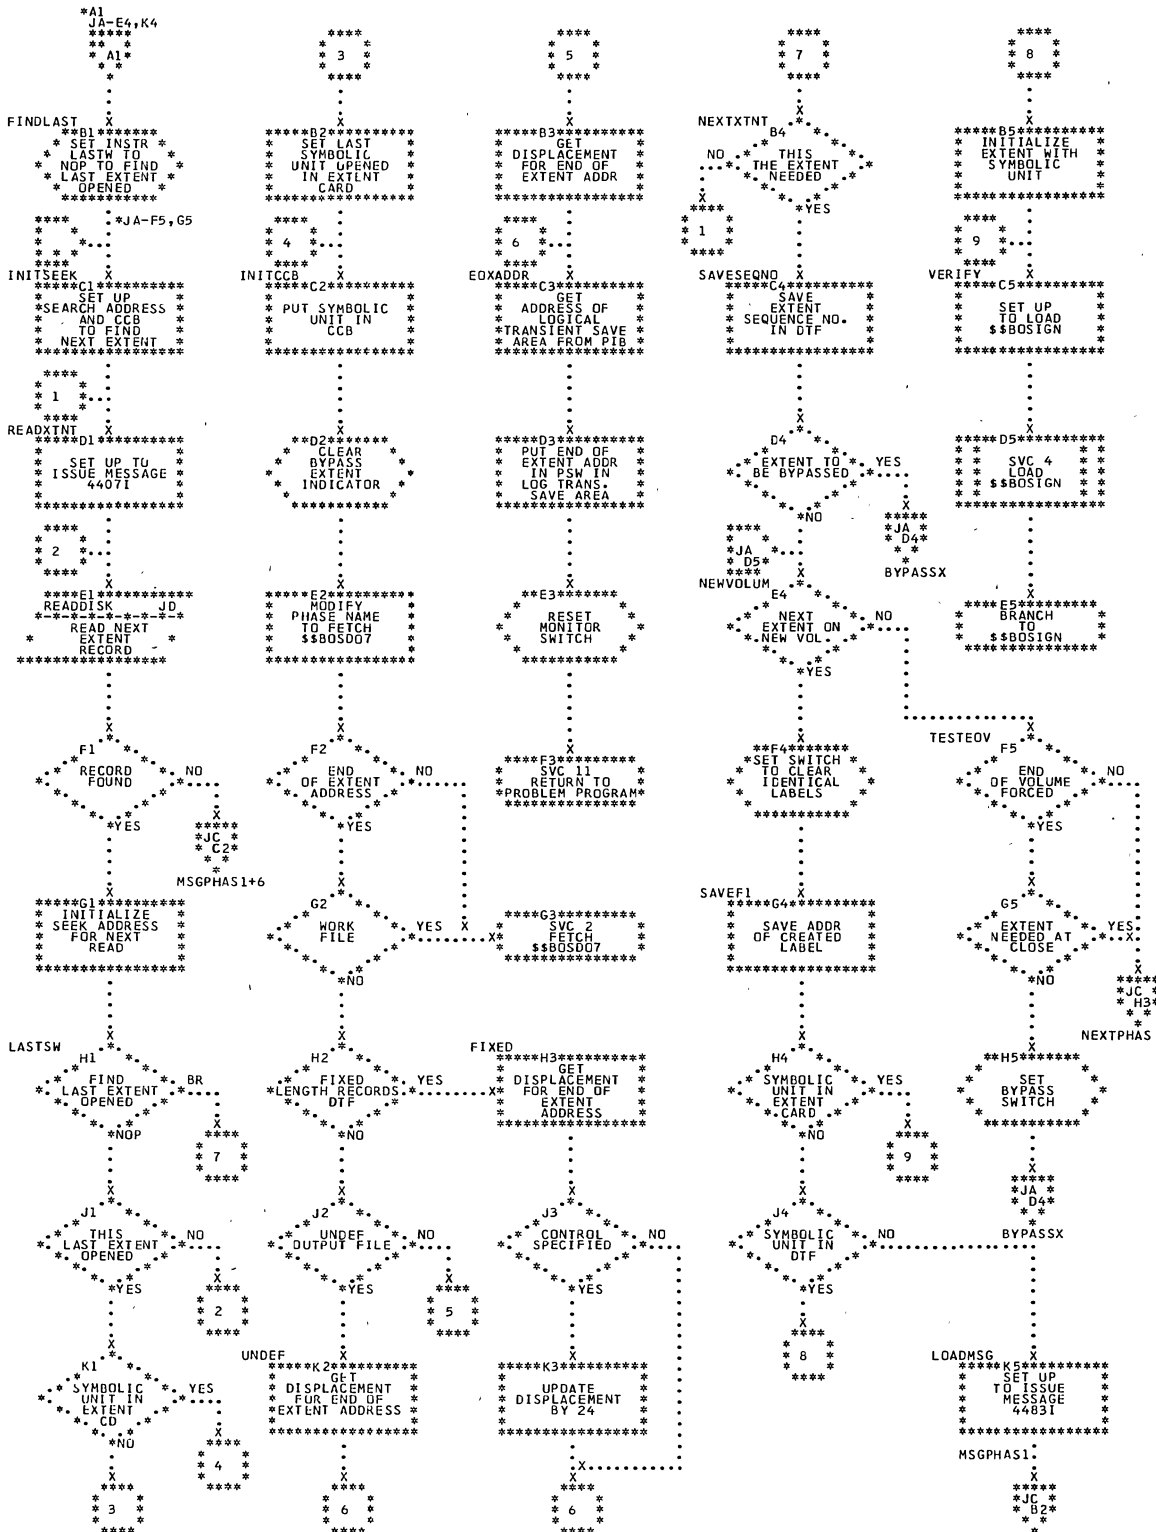 *A1
JA-E4,K4
A1
FINDLAST
B1
SET INSTR
LASTW TO
NOP TO FIND
LAST EXTENT
OPENED
*JA-F5,G5
INITSEEK
C1
SET UP
SEARCH ADDRESS
AND CCB
TO FIND
NEXT EXTENT
1
READXTNT
D1
SET UP TO
ISSUE MESSAGE
4407I
2
E1
READDISK JD
READ NEXT
EXTENT
RECORD
F1
RECORD
FOUND
NO
YES
JC
C2
MSGPHAS1+6
G1
INITIALIZE
SEEK ADDRESS
FOR NEXT
READ
LASTSW
H1
FIND
LAST EXTENT
OPENED
BR
NOP
7
J1
THIS
LAST EXTENT
OPENED
NO
YES
2
K1
SYMBOLIC
UNIT IN
EXTENT
CD
YES
NO
4
3
3
B2
SET LAST
SYMBOLIC
UNIT OPENED
IN EXTENT
CARD
4
INITCCB
C2
PUT SYMBOLIC
UNIT IN
CCB
D2
CLEAR
BYPASS
EXTENT
INDICATOR
E2
MODIFY
PHASE NAME
TO FETCH
$$BOSDO7
F2
END
OF EXTENT
ADDRESS
NO
YES
G2
WORK
FILE
YES
NO
H2
FIXED
LENGTH RECORDS
DTF
YES
NO
J2
UNDEF
OUTPUT FILE
NO
YES
5
UNDEF
K2
GET
DISPLACEMENT
FOR END OF
EXTENT ADDRESS
6
5
B3
GET
DISPLACEMENT
FOR END OF
EXTENT ADDR
6
EOXADDR
C3
GET
ADDRESS OF
LOGICAL
TRANSIENT SAVE
AREA FROM PIB
D3
PUT END OF
EXTENT ADDR
IN PSW IN
LOG TRANS.
SAVE AREA
E3
RESET
MONITOR
SWITCH
F3
SVC 11
RETURN TO
PROBLEM PROGRAM
G3
SVC 2
FETCH
$$BOSDO7
FIXED
H3
GET
DISPLACEMENT
FOR END OF
EXTENT
ADDRESS
J3
CONTROL
SPECIFIED
NO
YES
K3
UPDATE
DISPLACEMENT
BY 24
6
7
NEXTXTNT
B4
THIS
THE EXTENT
NEEDED
NO
YES
1
SAVESEQNO
C4
SAVE
EXTENT
SEQUENCE NO.
IN DTF
D4
EXTENT TO
BE BYPASSED
YES
NO
JA
D4
BYPASSX
JA
D5
NEWVOLUM
E4
NEXT
EXTENT ON
NEW VOL.
NO
YES
F4
SET SWITCH
TO CLEAR
IDENTICAL
LABELS
SAVEF1
G4
SAVE ADDR
OF CREATED
LABEL
H4
SYMBOLIC
UNIT IN
EXTENT
CARD
YES
NO
9
J4
SYMBOLIC
UNIT IN
DTF
NO
YES
8
8
B5
INITIALIZE
EXTENT WITH
SYMBOLIC
UNIT
9
VERIFY
C5
SET UP
TO LOAD
$$BOSIGN
D5
SVC 4
LOAD
$$BOSIGN
E5
BRANCH
TO
$$BOSIGN
TESTEOV
F5
END
OF VOLUME
FORCED
NO
YES
G5
EXTENT
NEEDED AT
CLOSE
YES
NO
JC
H3
NEXTPHAS
H5
SET
BYPASS
SWITCH
JA
D4
BYPASSX
LOADMSG
K5
SET UP
TO ISSUE
MESSAGE
4483I
MSGPHAS1
JC
B2